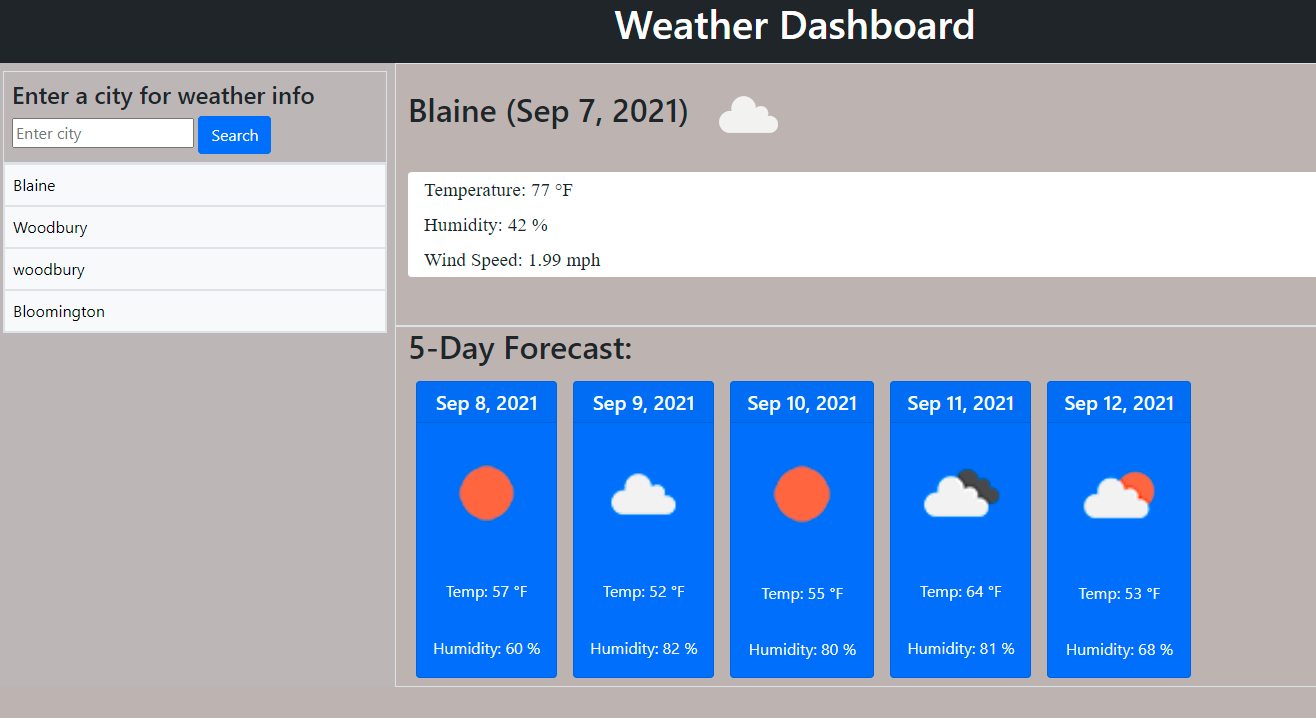 Weather Dashboard
Enter a city for weather info
Enter city
Search
Blaine
Woodbury
woodbury
Bloomington
Blaine (Sep 7, 2021)
Temperature: 77 °F
Humidity: 42 %
Wind Speed: 1.99 mph
5-Day Forecast:
Sep 8, 2021
Temp: 57 °F
Humidity: 60 %
Sep 9, 2021
Temp: 52 °F
Humidity: 82 %
Sep 10, 2021
Temp: 55 °F
Humidity: 80 %
Sep 11, 2021
Temp: 64 °F
Humidity: 81 %
Sep 12, 2021
Temp: 53 °F
Humidity: 68 %